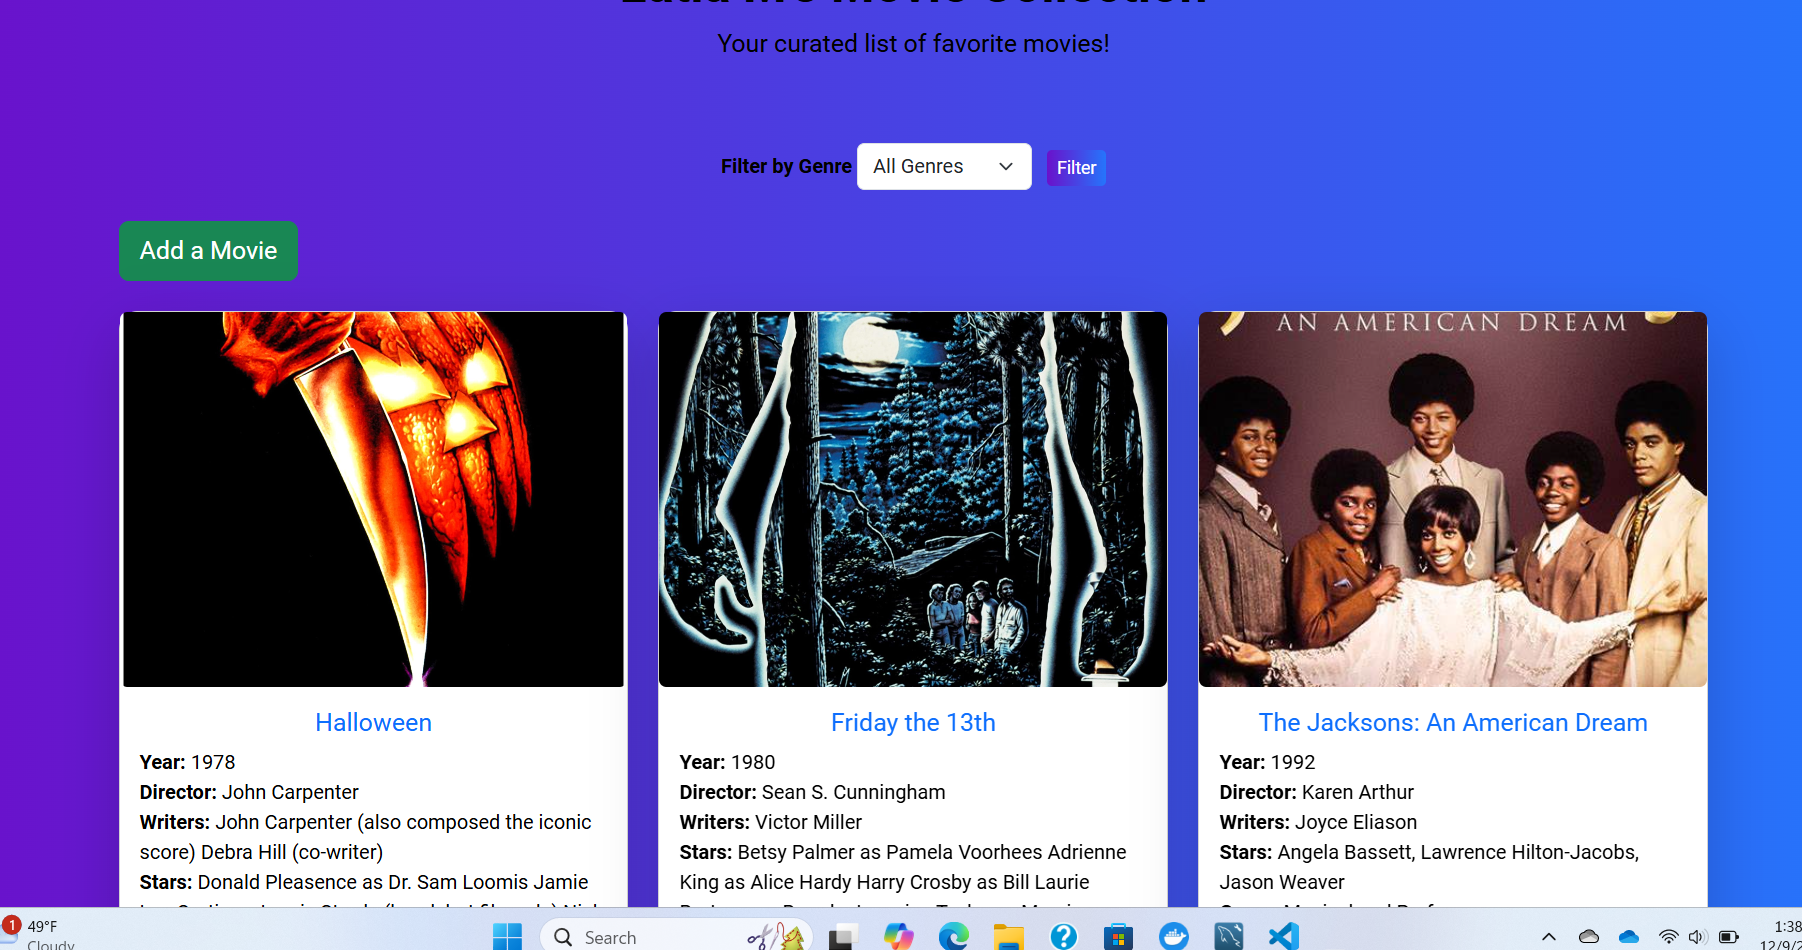 Movie Collection
Your curated list of favorite movies!
Filter by Genre All Genres Filter
Add a Movie
AN AMERICAN DREAM
Halloween
Year: 1978
Director: John Carpenter
Writers: John Carpenter (also composed the iconic
score) Debra Hill (co-writer)
Stars: Donald Pleasence as Dr. Sam Loomis Jamie
Friday the 13th
Year: 1980
Director: Sean S. Cunningham
Writers: Victor Miller
Stars: Betsy Palmer as Pamela Voorhees Adrienne
King as Alice Hardy Harry Crosby as Bill Laurie
The Jacksons: An American Dream
Year: 1992
Director: Karen Arthur
Writers: Joyce Eliason
Stars: Angela Bassett, Lawrence Hilton-Jacobs,
Jason Weaver
1
49°F
Cloudy
Search
1:38
12/9/2